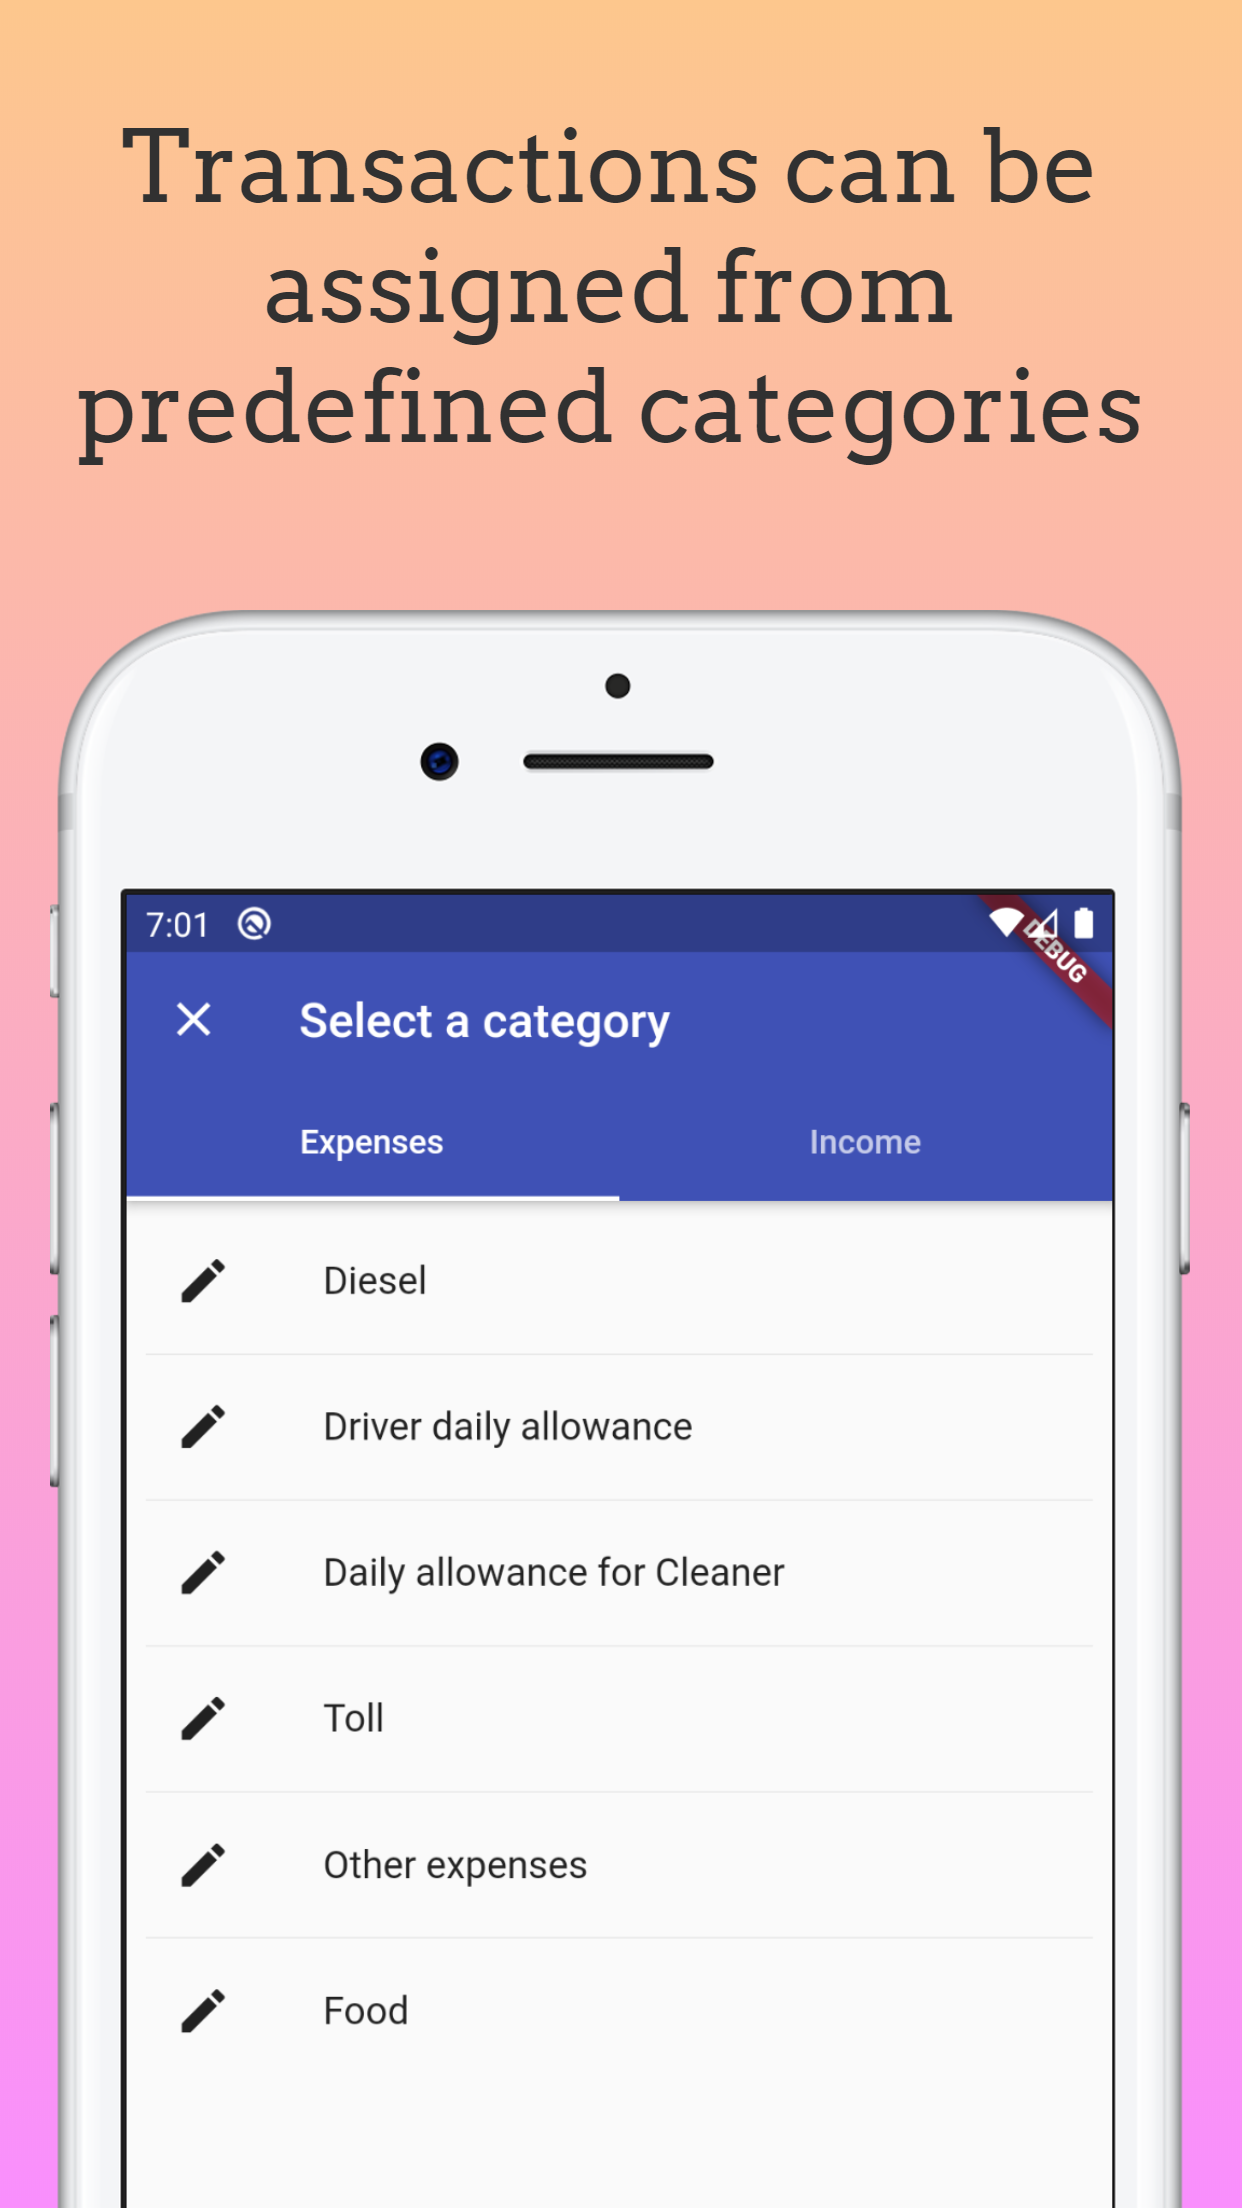 Transactions can be
assigned from
predefined categories
7:01
DEBUG
Select a category
Expenses
Income
Diesel
Driver daily allowance
Daily allowance for Cleaner
Toll
Other expenses
Food